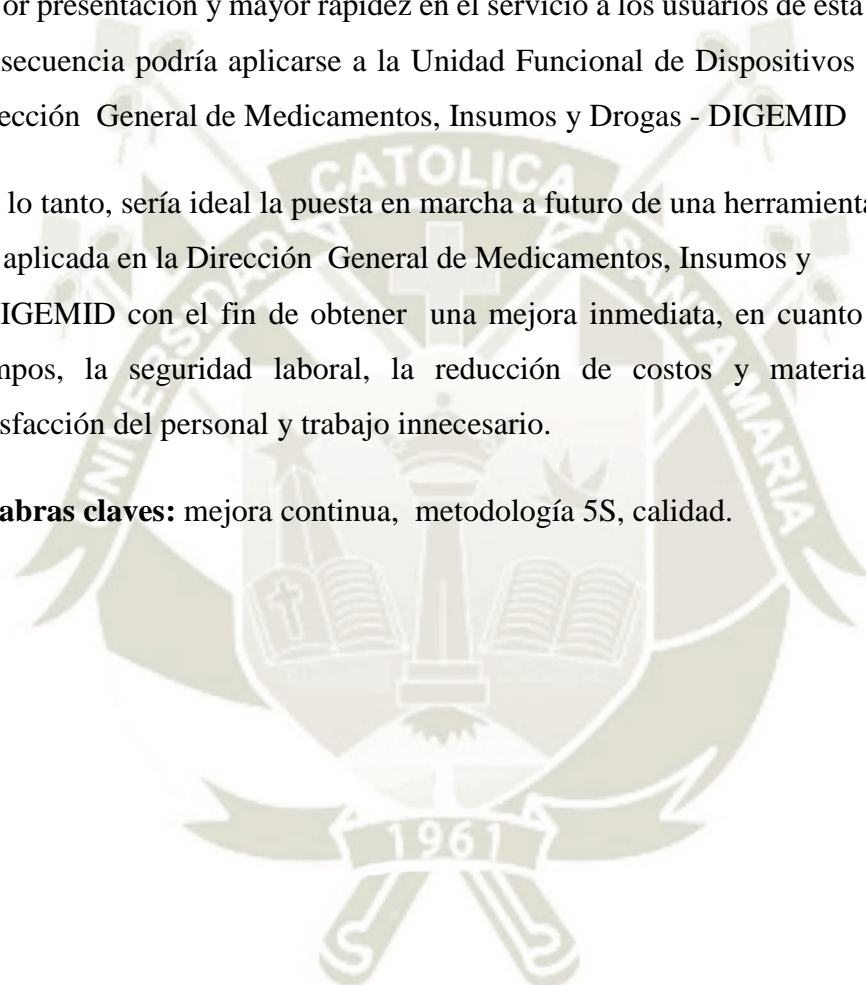 or presentación y mayor rapidez en el servicio a los usuarios de esta
secuencia podría aplicarse a la Unidad Funcional de Dispositivos
ección General de Medicamentos, Insumos y Drogas - DIGEMID
lo tanto, sería ideal la puesta en marcha a futuro de una herramienta
aplicada en la Dirección General de Medicamentos, Insumos y
IGEMID con el fin de obtener una mejora inmediata, en cuanto
mpos, la seguridad laboral, la reducción de costos y materia
sfacción del personal y trabajo innecesario.
abras claves: mejora continua, metodología 5S, calidad.
UNIVERSIDAD CATOLICA SANTA MARIA
1961